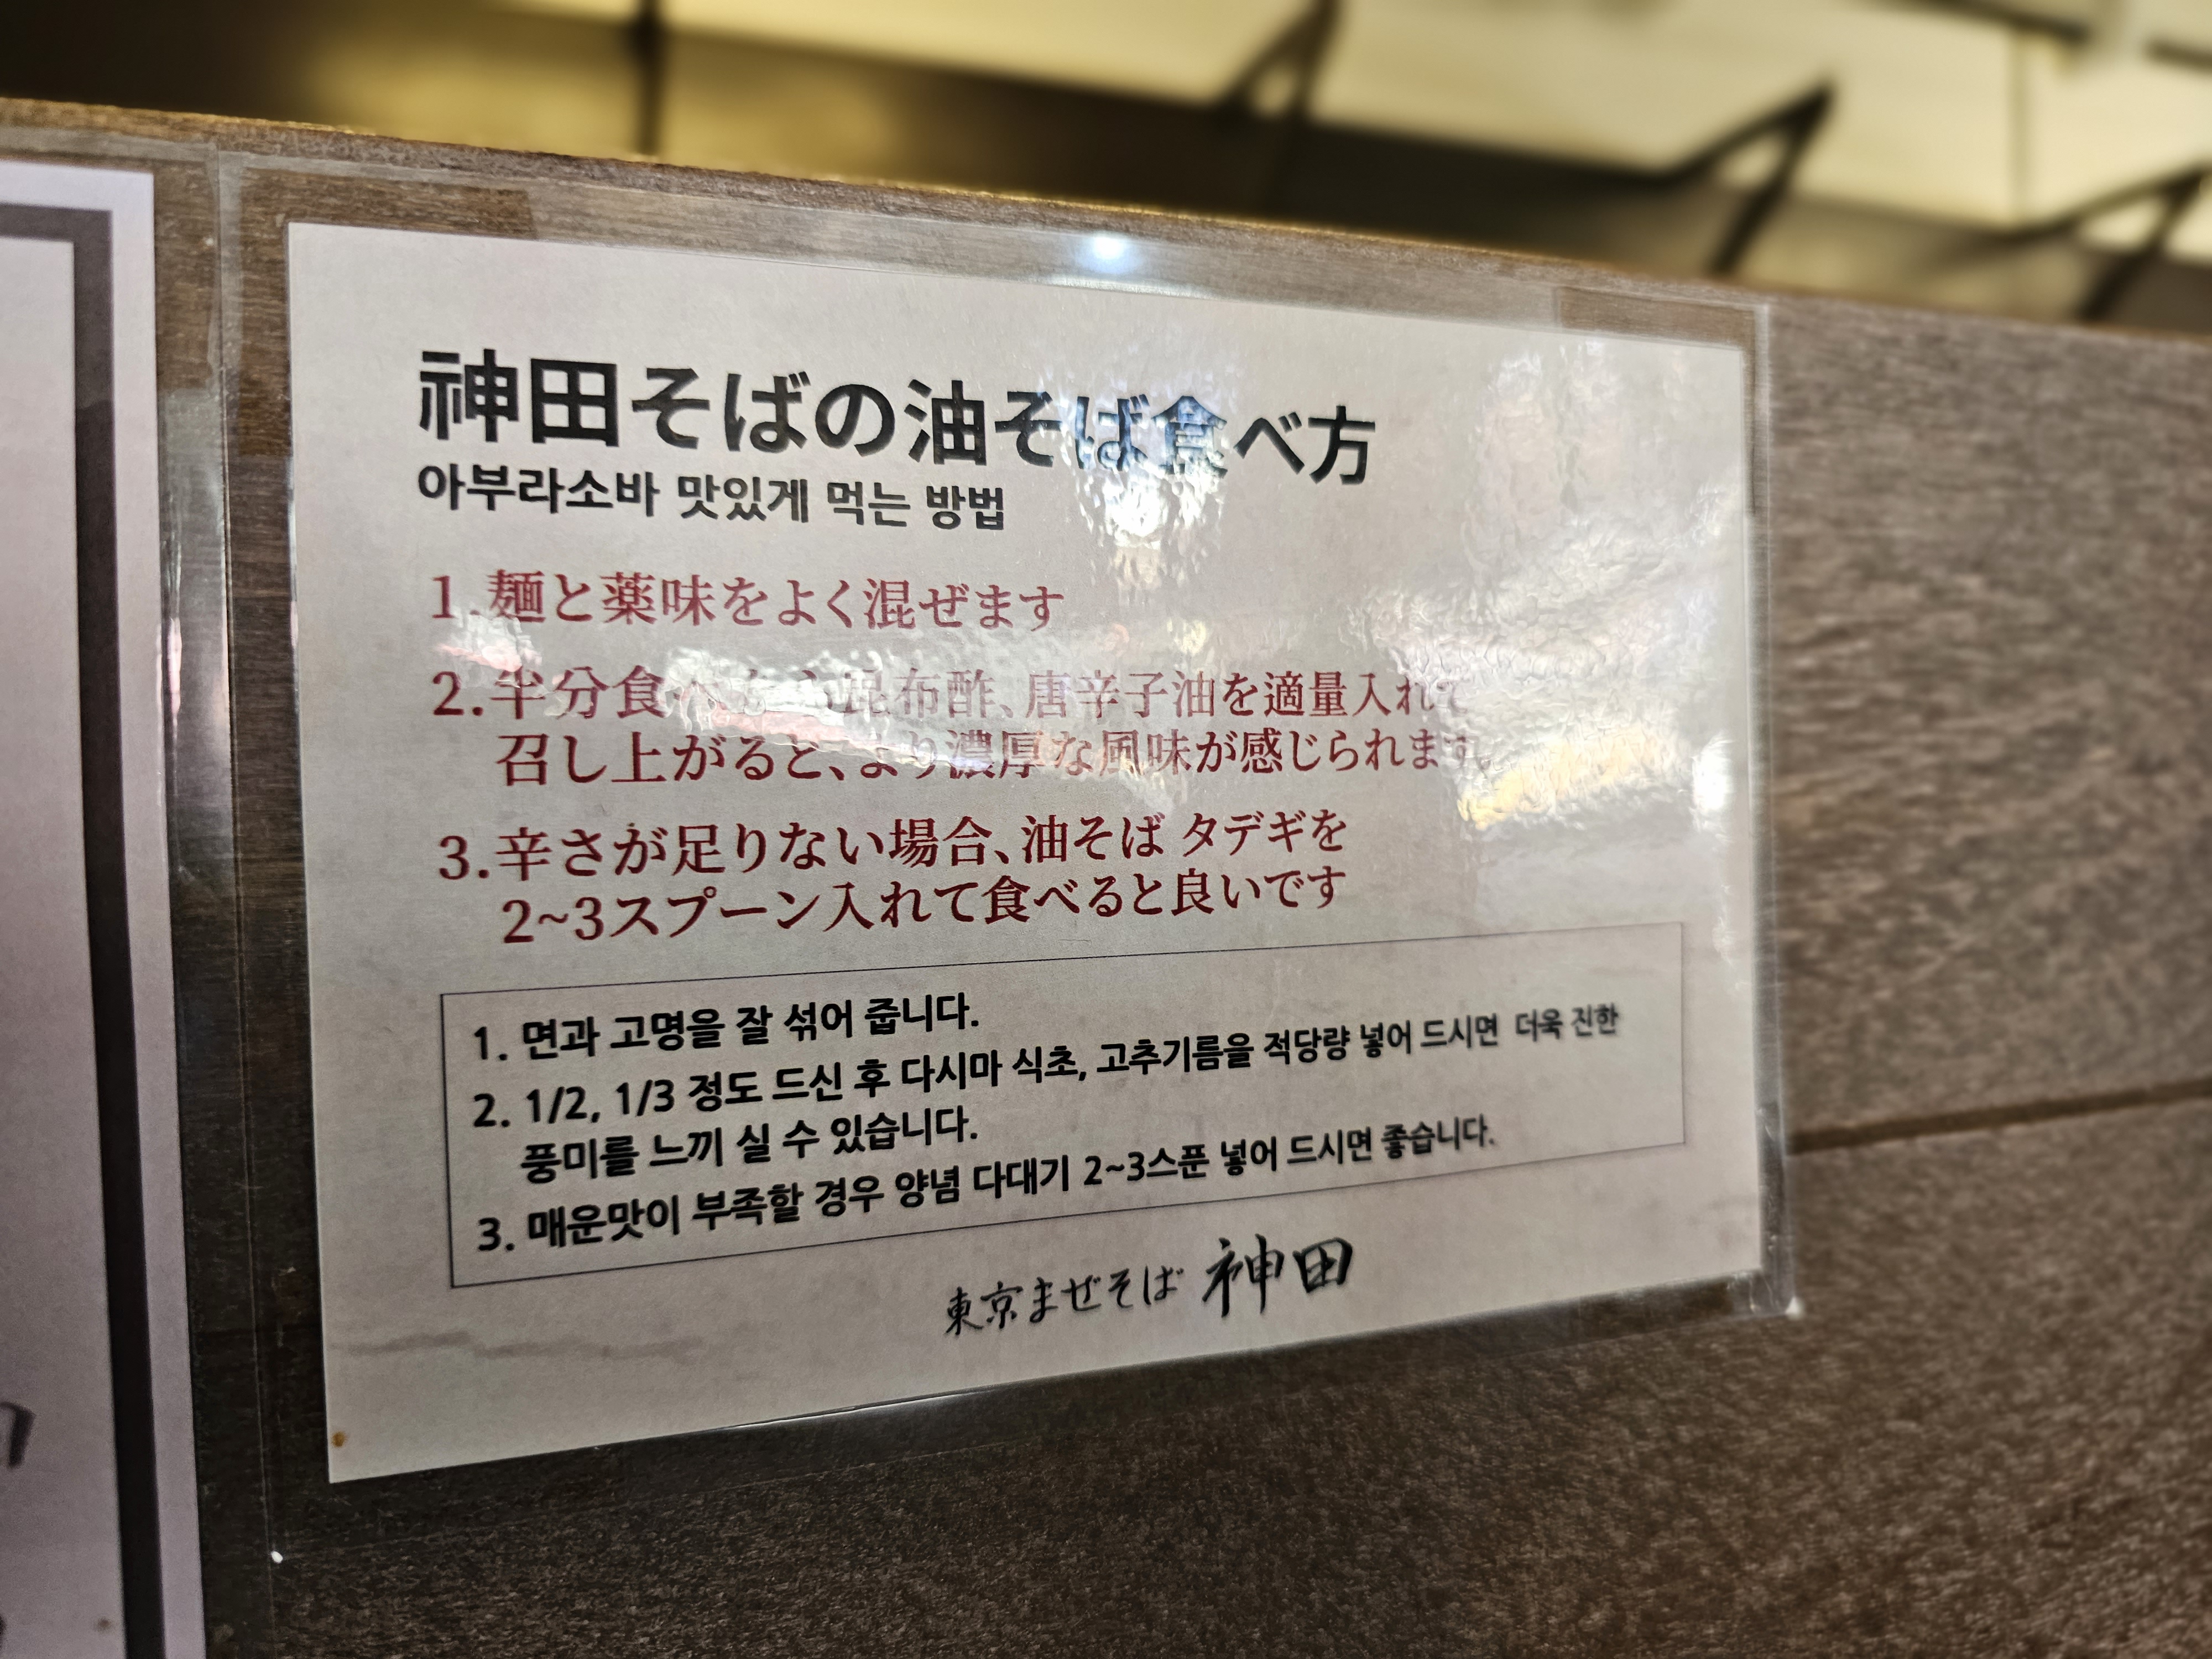 神田そばの油そば食べ方
아부라소바 맛있게 먹는 방법
1.麺と薬味をよく混ぜます
2.半分食べたら昆布酢、唐辛子油を適量入れて
召し上がると、より濃厚な風味が感じられます。
3.辛さが足りない場合、油そば タデギを
2~3スプーン入れて食べると良いです
1. 면과 고명을 잘 섞어 줍니다.
2. 1/2, 1/3 정도 드신 후 다시마 식초, 고추기름을 적당량 넣어 드시면 더욱 진한
풍미를 느끼 실 수 있습니다.
3. 매운맛이 부족할 경우 양념 다대기 2~3스푼 넣어 드시면 좋습니다.
東京まぜそば 神田